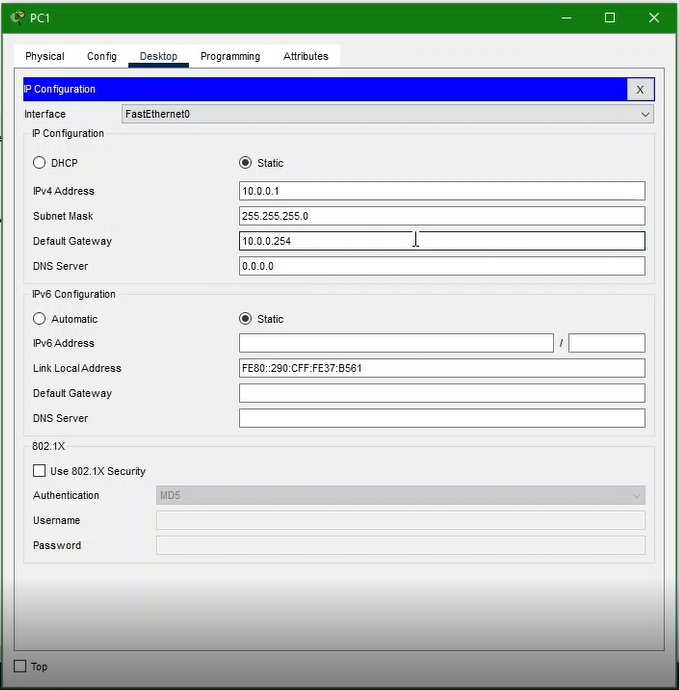 PC1
Physical Config Desktop Programming Attributes
IP Configuration X
Interface FastEthernet0
IP Configuration
DHCP Static
IPv4 Address 10.0.0.1
Subnet Mask 255.255.255.0
Default Gateway 10.0.0.254
DNS Server 0.0.0.0
IPv6 Configuration
Automatic Static
IPv6 Address /
Link Local Address FE80::290:CFF:FE37:B561
Default Gateway
DNS Server
802.1X
Use 802.1X Security
Authentication MD5
Username
Password
Top